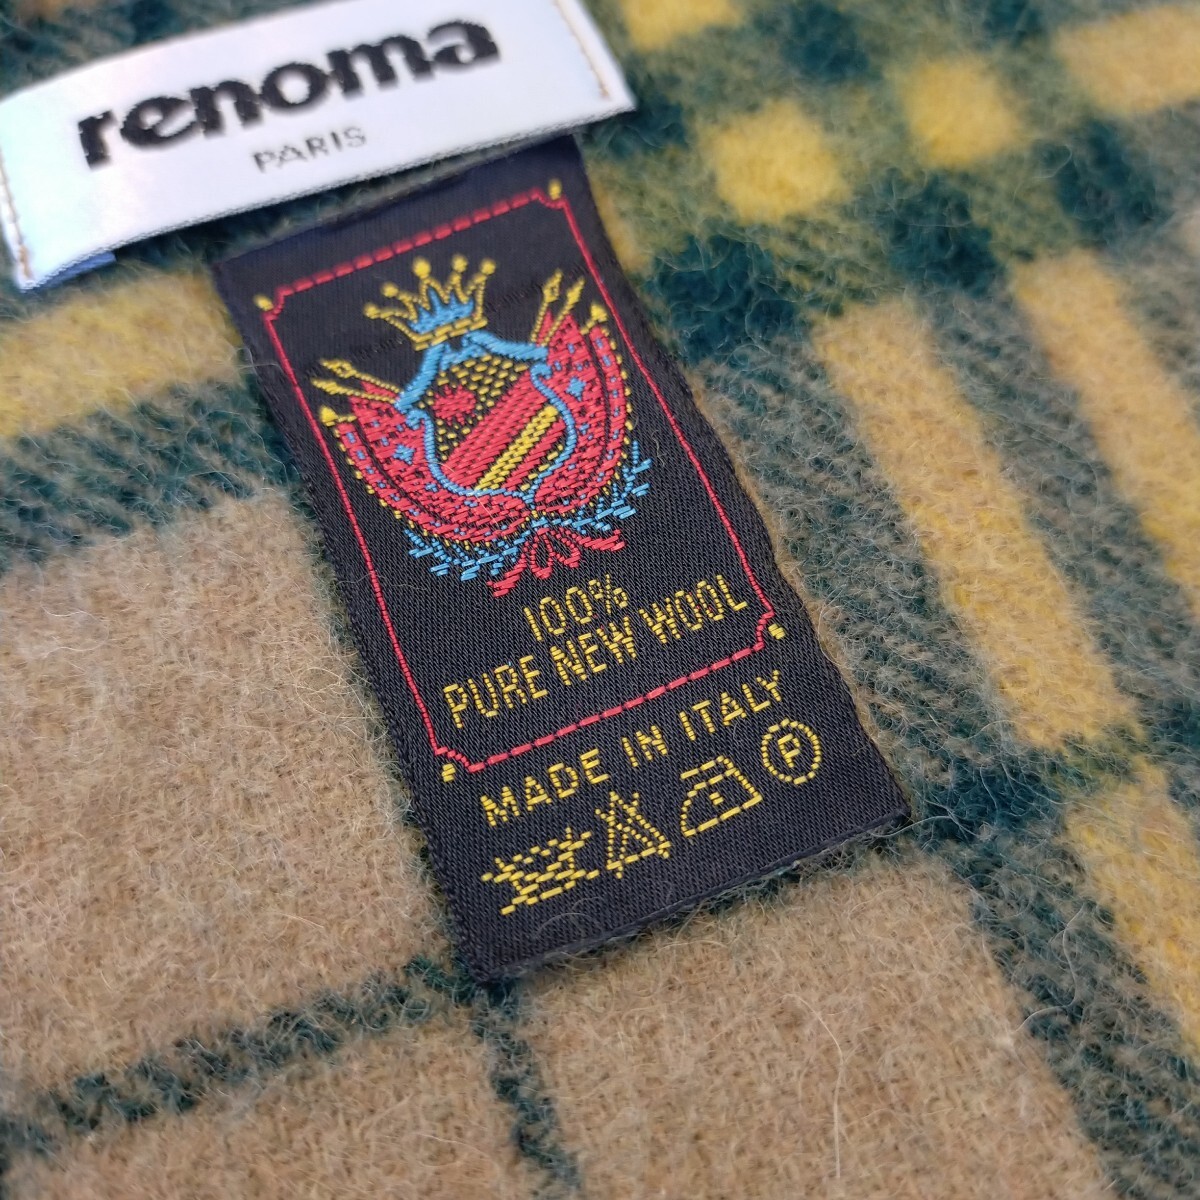 renoma
PARIS
100%
PURE NEW WOOL
MADE IN ITALY
P